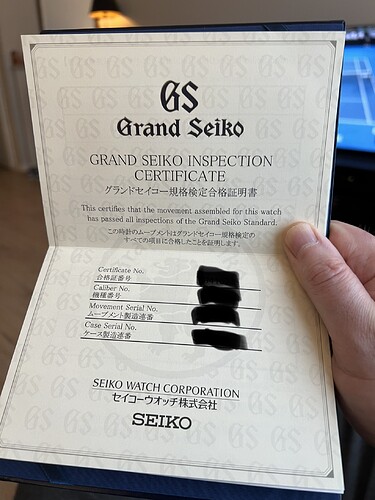 GS
Grand Seiko
GRAND SEIKO INSPECTION
CERTIFICATE
グランドセイコー規格検定合格証明書
This certifies that the movement assembled for this watch
has passed all inspections of the Grand Seiko Standard.
この時計のムーブメントはグランドセイコー規格検定の
すべての項目に合格したことを証明します。
Certificate No.
合格証番号
Caliber No.
機種番号
Movement Serial No.
ムーブメント製造連番
Case Serial No.
ケース製造連番
SEIKO WATCH CORPORATION
セイコーウオッチ株式会社
SEIKO